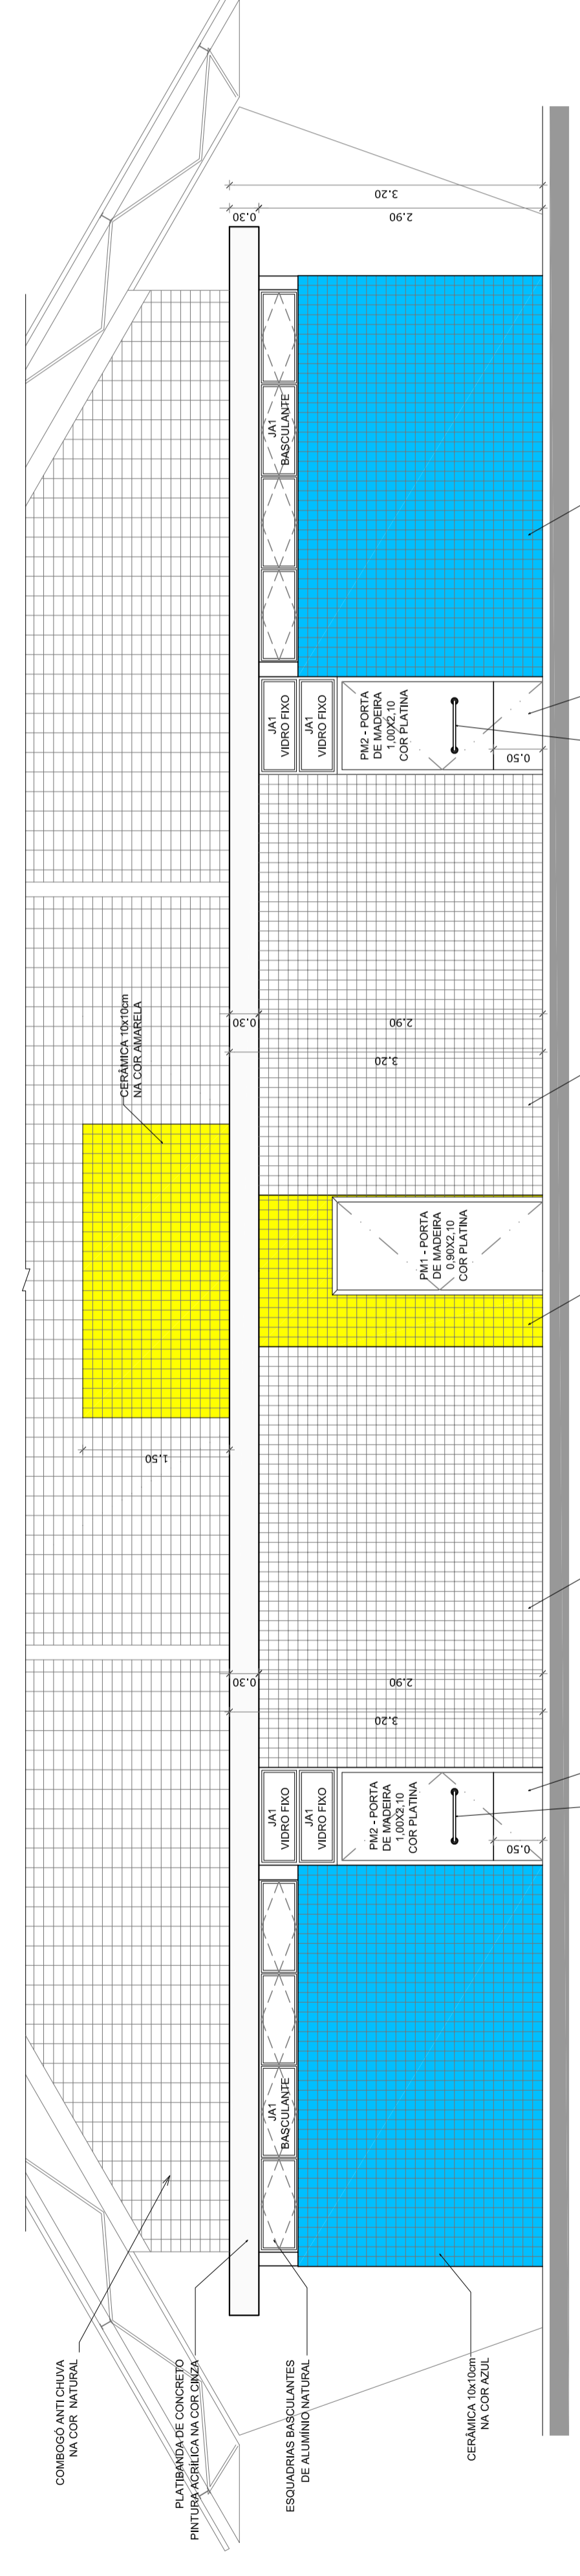 3.20
0.30
2.90
JA1
BASCULANTE
JA1
VIDRO FIXO
JA1
VIDRO FIXO
PM2 - PORTA
DE MADEIRA
1,00X2,10
COR PLATINA
0.50
CERÂMICA 10x10cm
NA COR AMARELA
0.30
2.90
3.20
PM1 - PORTA
DE MADEIRA
0,90X2,10
COR PLATINA
1.50
0.30
2.90
3.20
JA1
VIDRO FIXO
JA1
VIDRO FIXO
PM2 - PORTA
DE MADEIRA
1,00X2,10
COR PLATINA
0.50
JA1
BASCULANTE
COMBOGÓ ANTI CHUVA
NA COR NATURAL
PLATIBANDA DE CONCRETO
PINTURA ACRÍLICA NA COR CINZA
ESQUADRIAS BASCULANTES
DE ALUMÍNIO NATURAL
CERÂMICA 10x10cm
NA COR AZUL